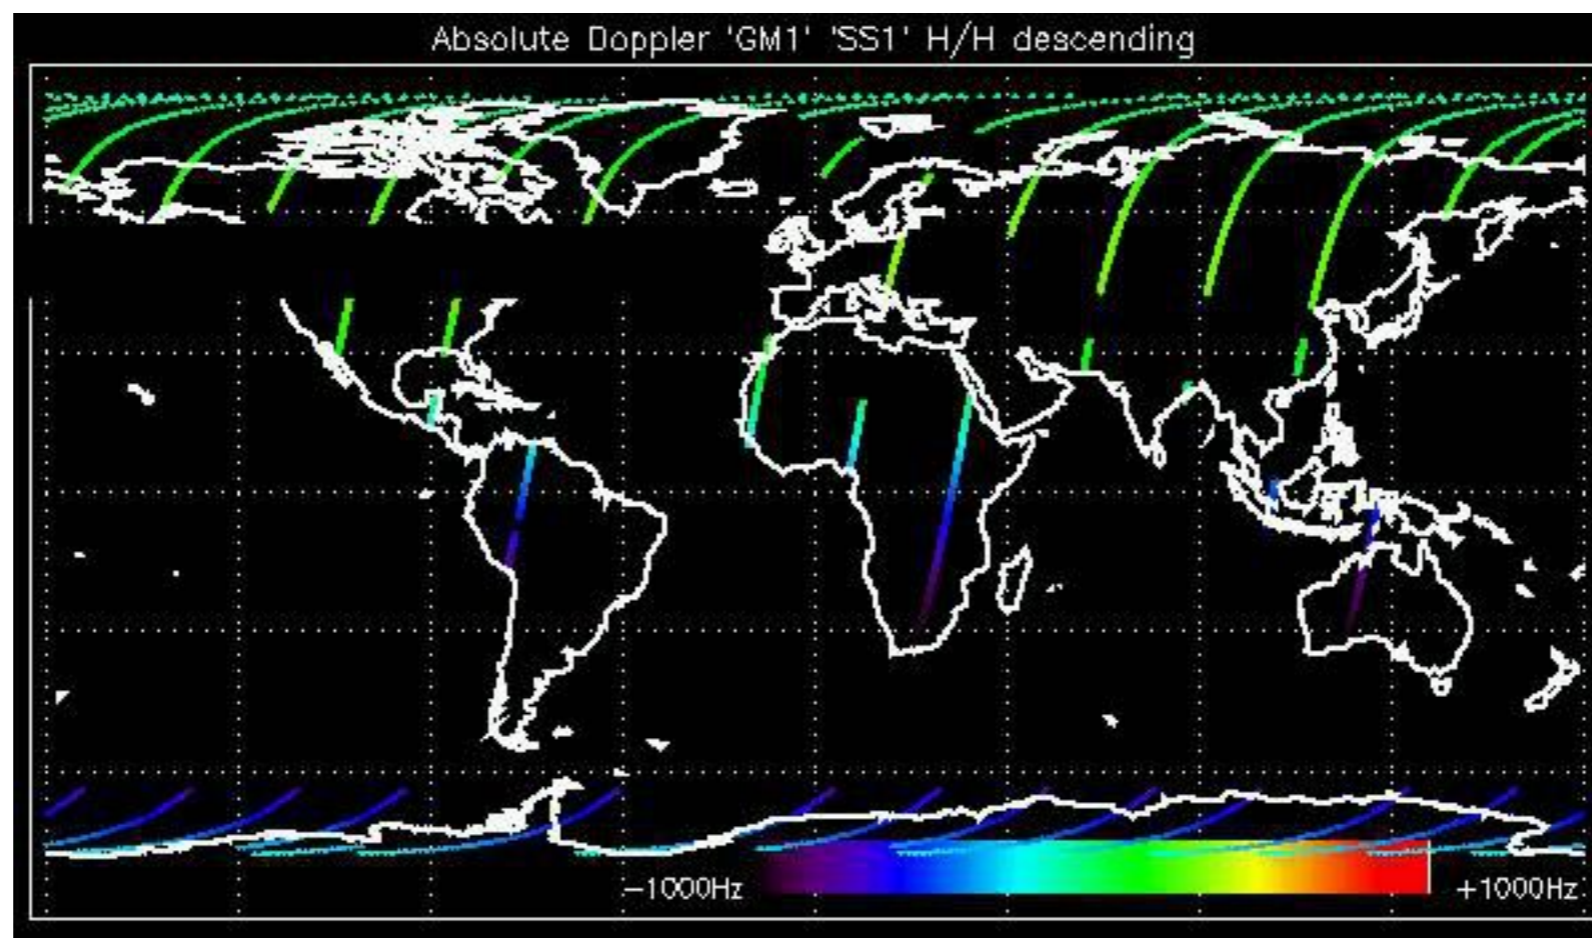 Absolute Doppler 'GM1' 'SS1' H/H descending
−1000Hz
+1000Hz